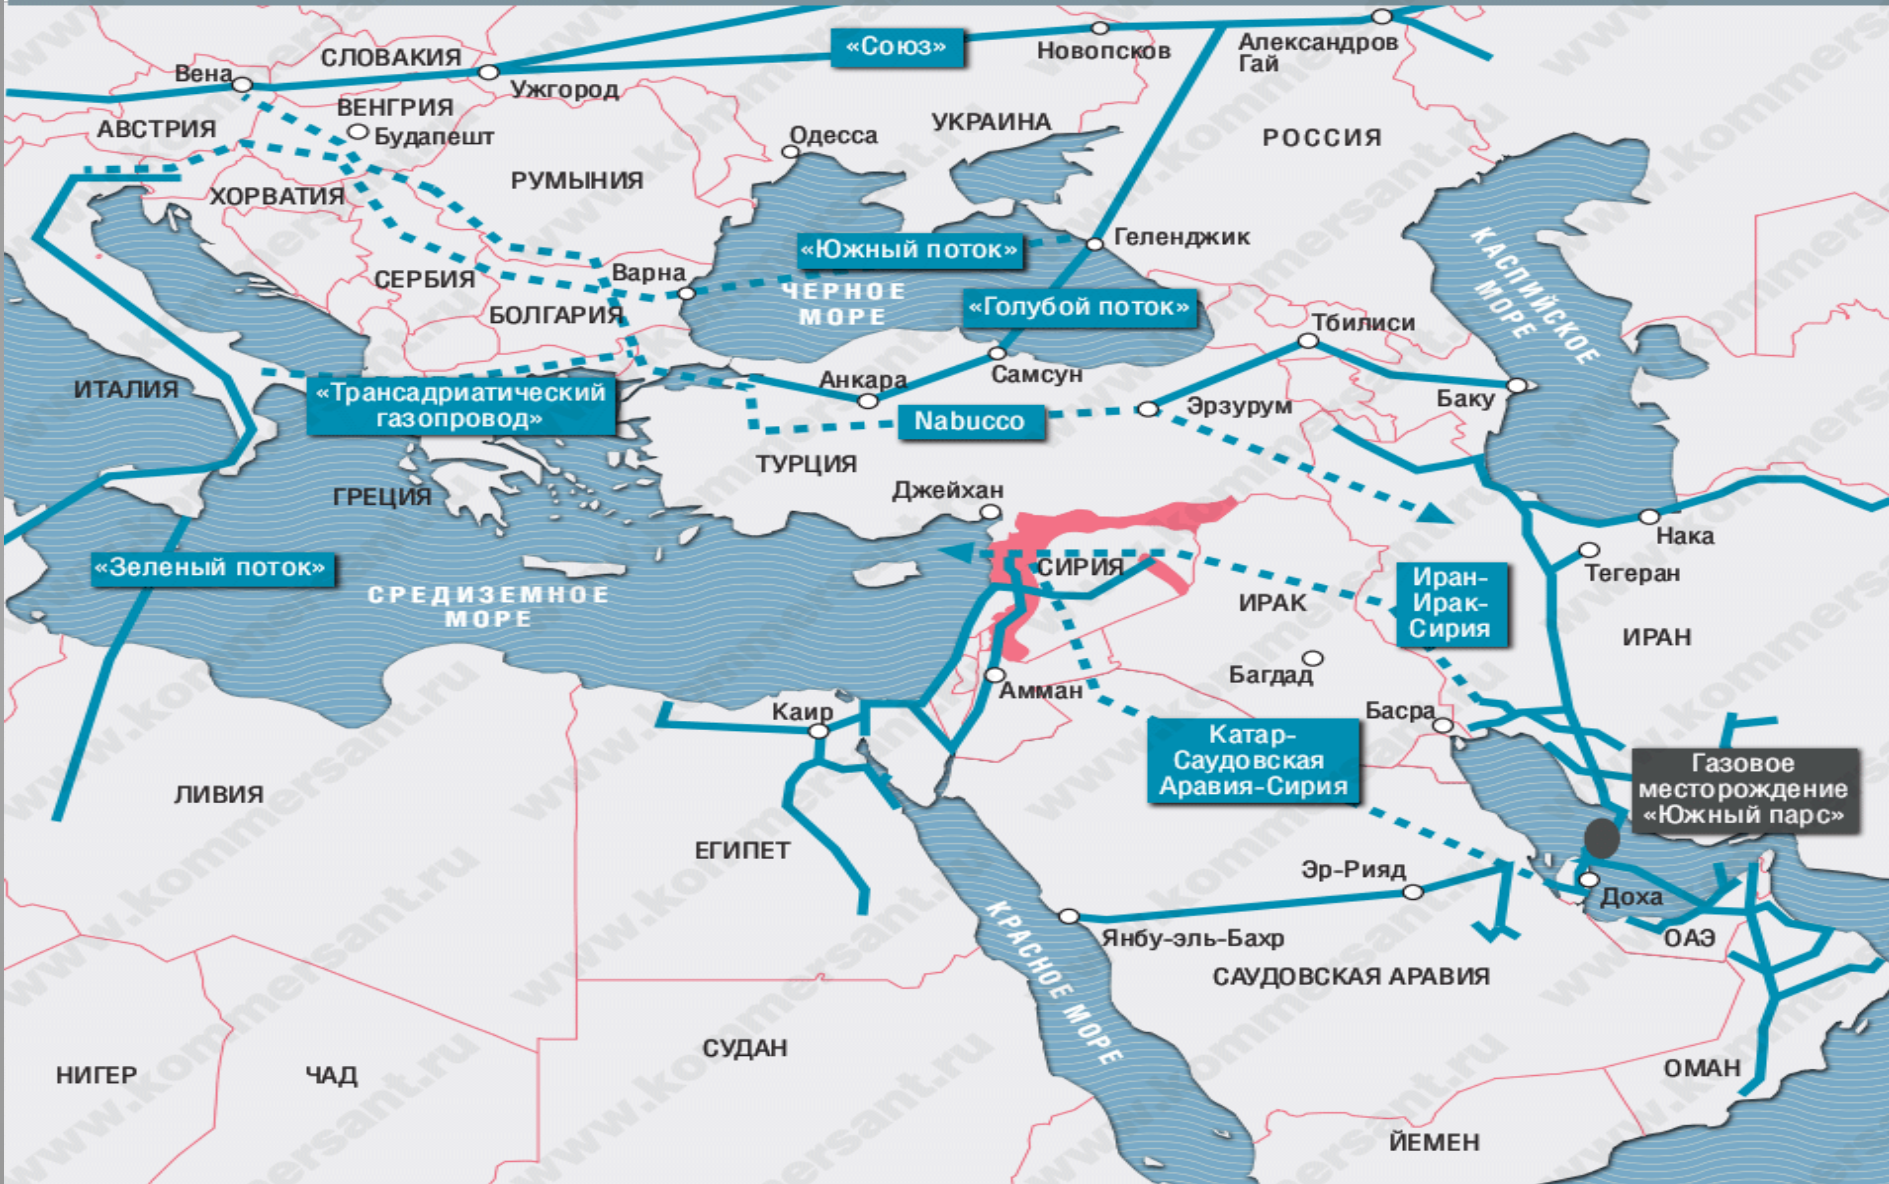 «Союз»
Новопсков
Александров
Гай
СЛОВАКИЯ
Вена
Ужгород
ВЕНГРИЯ
Будапешт
АВСТРИЯ
Одесса
УКРАИНА
РОССИЯ
ХОРВАТИЯ
РУМЫНИЯ
«Южный поток»
Геленджик
КАСПИЙСКОЕ
МОРЕ
СЕРБИЯ
Варна
ЧЕРНОЕ
МОРЕ
«Голубой поток»
БОЛГАРИЯ
Тбилиси
ИТАЛИЯ
«Трансадриатический
газопровод»
Анкара
Самсун
Баку
Nabucco
Эрзурум
ТУРЦИЯ
ГРЕЦИЯ
Джейхан
Нака
Тегеран
«Зеленый поток»
СРЕДИЗЕМНОЕ
МОРЕ
СИРИЯ
ИРАК
Иран-
Ирак-
Сирия
ИРАН
Багдад
Амман
Каир
Басра
Катар-
Саудовская
Аравия-Сирия
Газовое
месторождение
«Южный парс»
ЛИВИЯ
ЕГИПЕТ
Эр-Рияд
Доха
КРАСНОЕ МОРЕ
Янбу-эль-Бахр
ОАЭ
САУДОВСКАЯ АРАВИЯ
НИГЕР
ЧАД
СУДАН
ОМАН
ЙЕМЕН
www.kommersant.ru